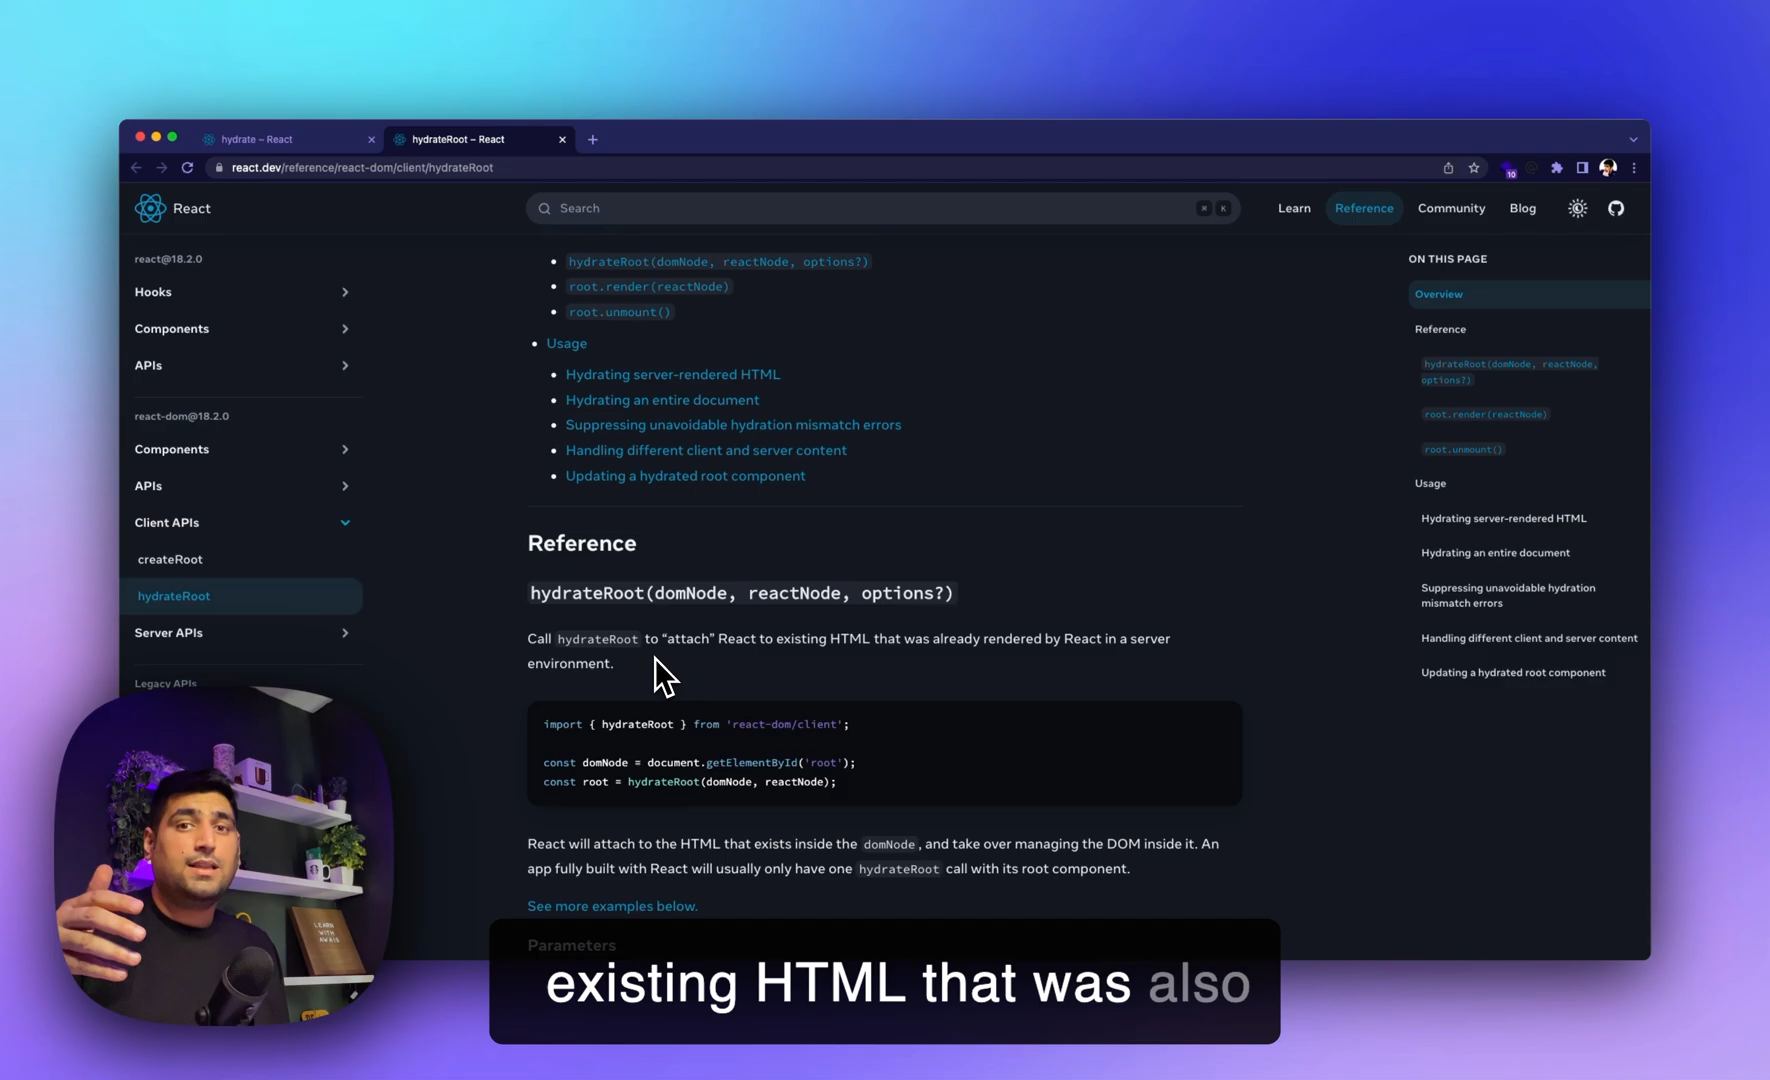 hydrate – React
hydrateRoot – React
react.dev/reference/react-dom/client/hydrateRoot
10
React
Search
K
Learn
Reference
Community
Blog
react@18.2.0
Hooks
Components
APIs
react-dom@18.2.0
Components
APIs
Client APIs
createRoot
hydrateRoot
Server APIs
Legacy APIs
hydrateRoot(domNode, reactNode, options?)
root.render(reactNode)
root.unmount()
Usage
Hydrating server-rendered HTML
Hydrating an entire document
Suppressing unavoidable hydration mismatch errors
Handling different client and server content
Updating a hydrated root component
Reference
hydrateRoot(domNode, reactNode, options?)
Call hydrateRoot to “attach” React to existing HTML that was already rendered by React in a server
environment.
import { hydrateRoot } from 'react-dom/client';
const domNode = document.getElementById('root');
const root = hydrateRoot(domNode, reactNode);
React will attach to the HTML that exists inside the domNode, and take over managing the DOM inside it. An
app fully built with React will usually only have one hydrateRoot call with its root component.
See more examples below.
Parameters
existing HTML that was also
ON THIS PAGE
Overview
Reference
hydrateRoot(domNode, reactNode,
options?)
root.render(reactNode)
root.unmount()
Usage
Hydrating server-rendered HTML
Hydrating an entire document
Suppressing unavoidable hydration
mismatch errors
Handling different client and server content
Updating a hydrated root component
LEARN
WITH
AWAIS